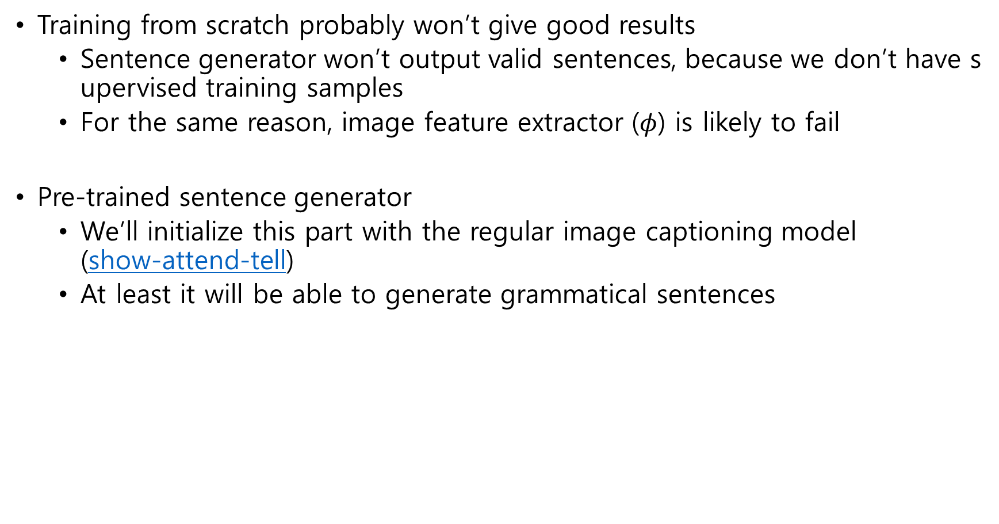 • Training from scratch probably won’t give good results
• Sentence generator won’t output valid sentences, because we don’t have s
upervised training samples
• For the same reason, image feature extractor (𝜙) is likely to fail
• Pre-trained sentence generator
• We’ll initialize this part with the regular image captioning model
(show-attend-tell)
• At least it will be able to generate grammatical sentences